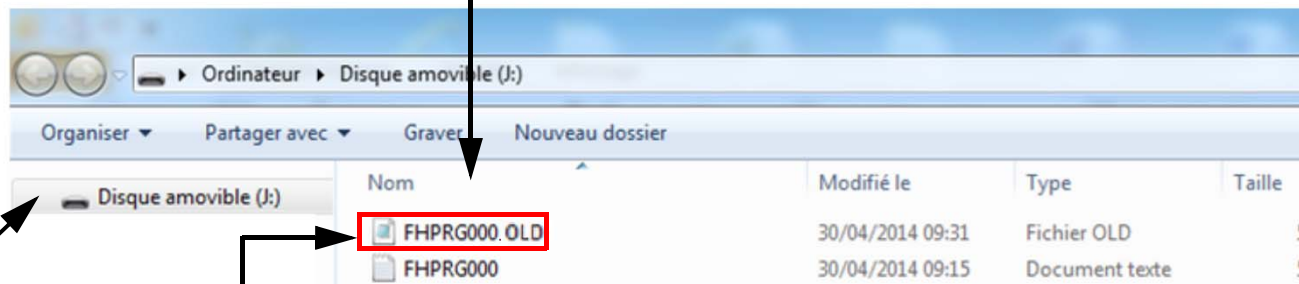 Ordinateur Disque amovible (J:)
Organiser Partager avec Graver Nouveau dossier
Disque amovible (J:)
Nom Modifié le Type Taille
FHPRG000.OLD 30/04/2014 09:31 Fichier OLD
FHPRG000 30/04/2014 09:15 Document texte